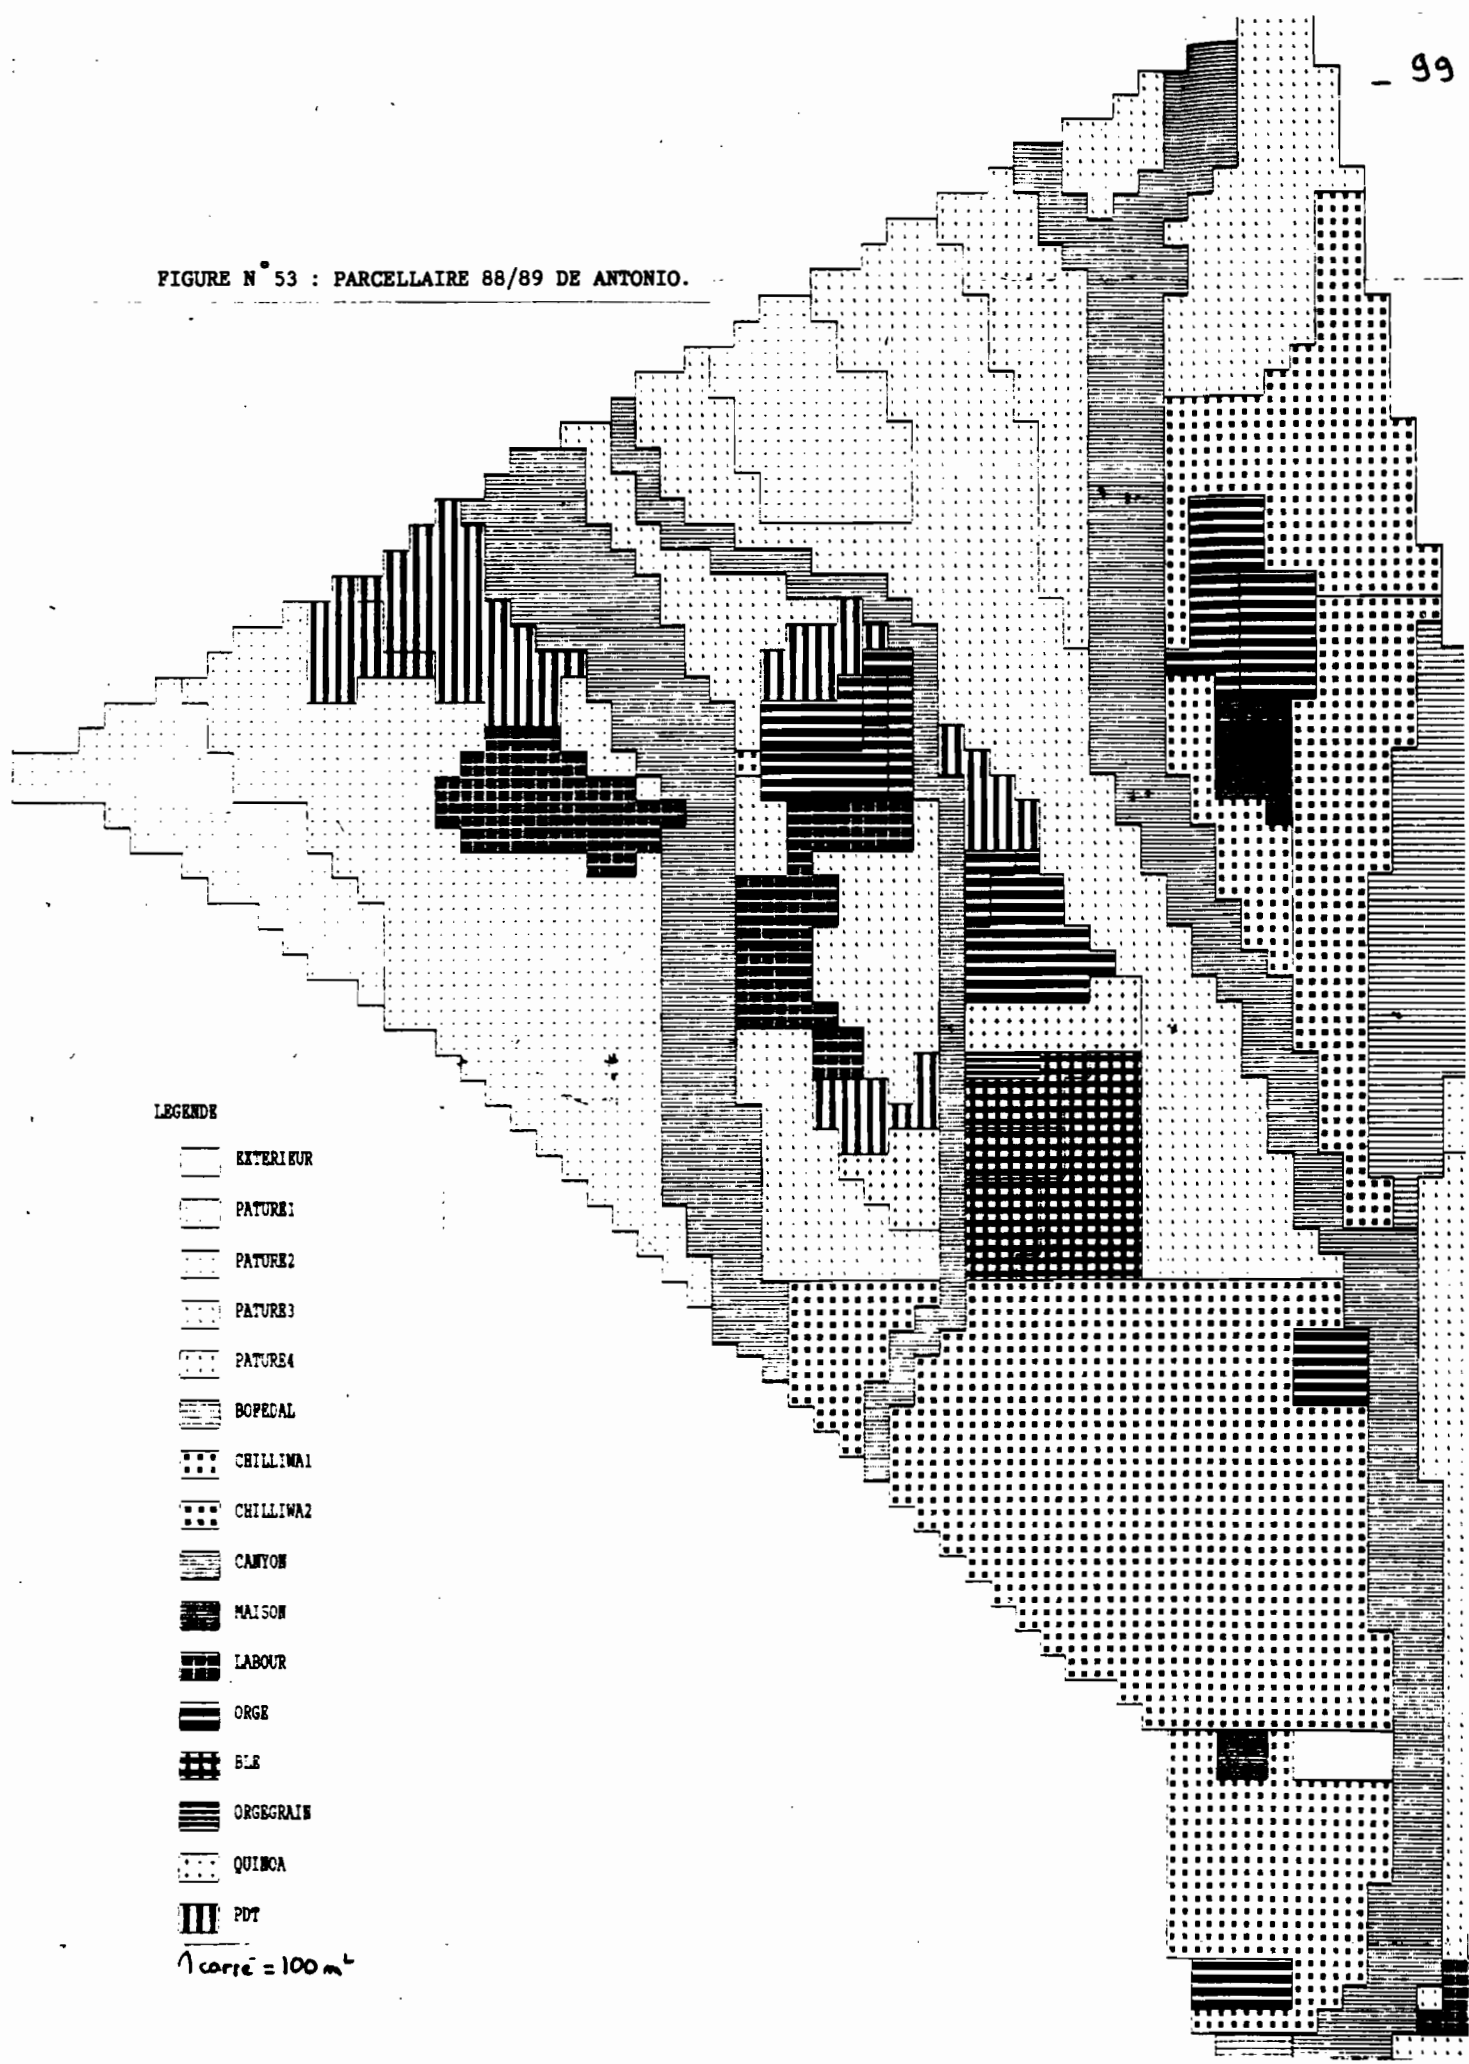 _ 99
FIGURE N° 53 : PARCELLAIRE 88/89 DE ANTONIO.
LEGENDE
EXTERIEUR
PATURE1
PATURE2
PATURE3
PATURE4
BOFEDAL
CHILLIWA1
CHILLIWA2
CANYON
MAISON
LABOUR
ORGE
BLE
ORGEGRAIN
QUINOA
PDT
1 carré = 100 m²